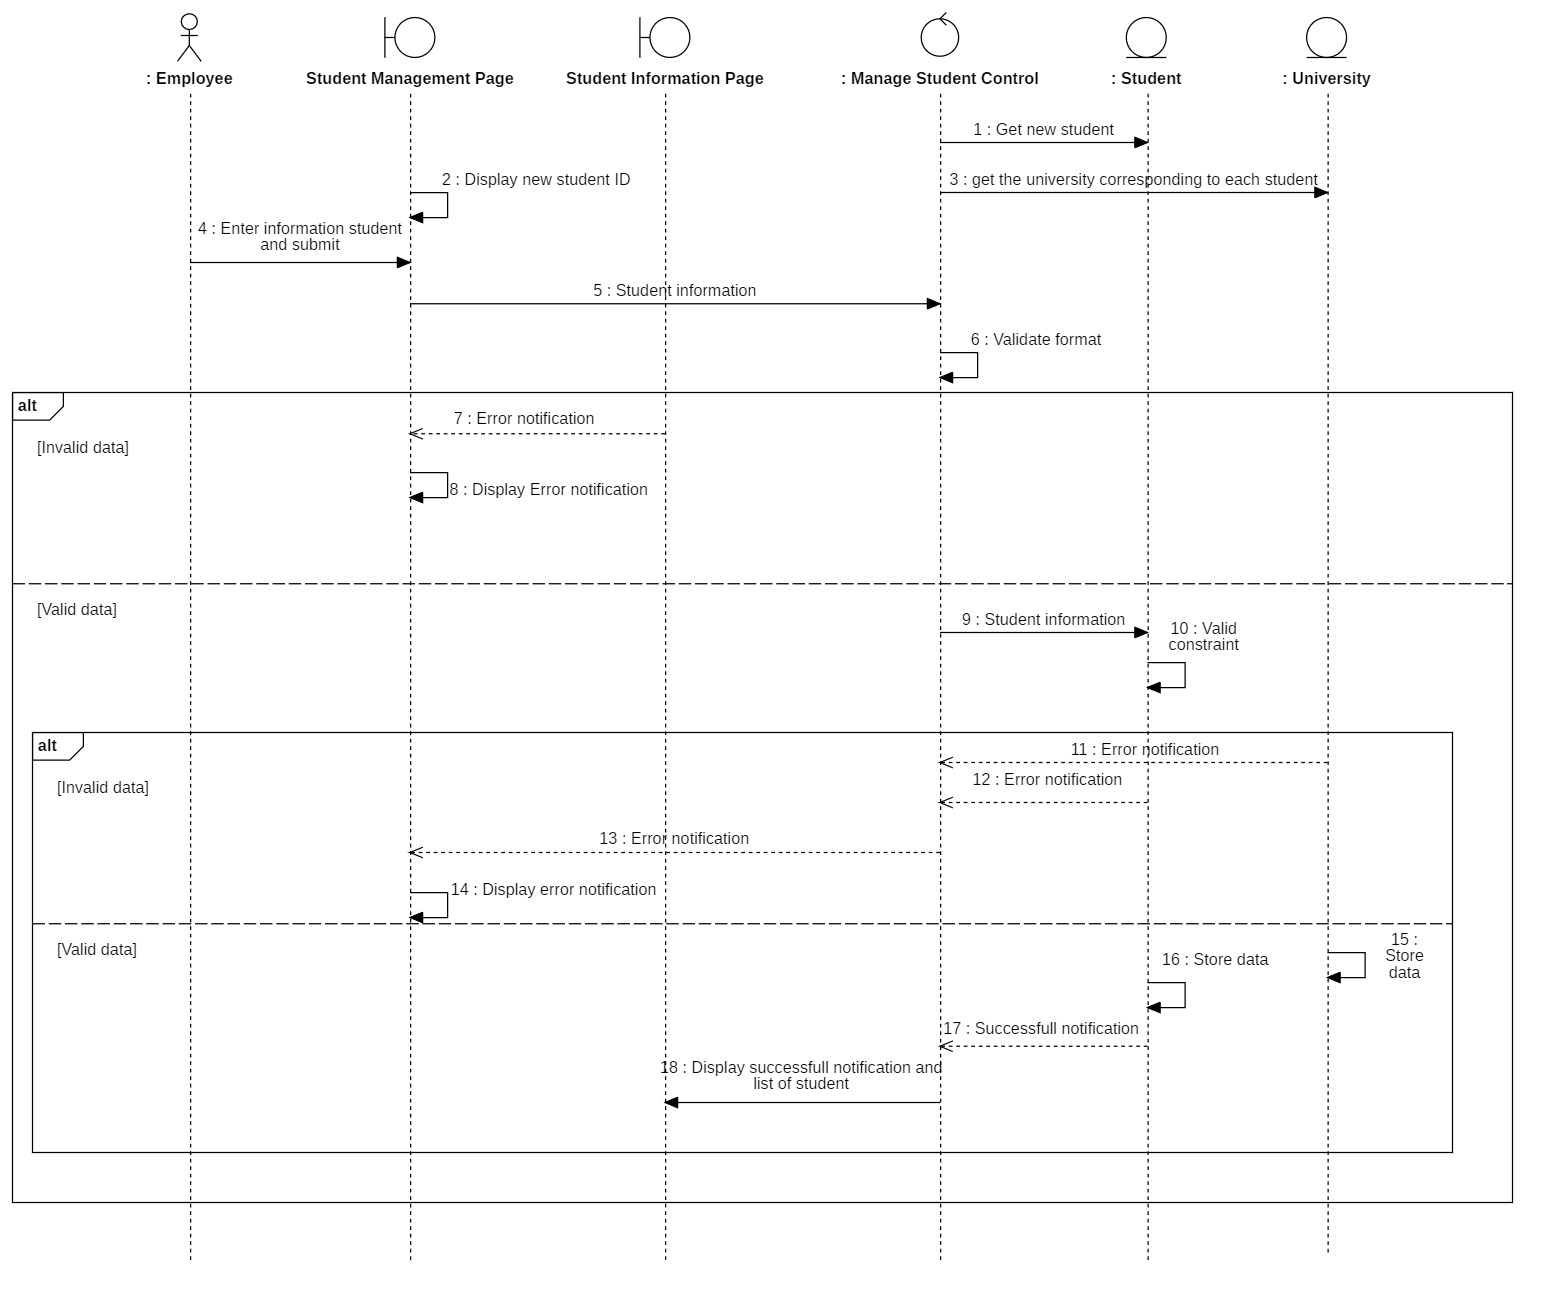 : Employee
Student Management Page
Student Information Page
: Manage Student Control
: Student
: University
1 : Get new student
2 : Display new student ID
3 : get the university corresponding to each student
4 : Enter information student
and submit
5 : Student information
6 : Validate format
alt
7 : Error notification
[Invalid data]
8 : Display Error notification
[Valid data]
9 : Student information
10 : Valid
constraint
alt
11 : Error notification
12 : Error notification
[Invalid data]
13 : Error notification
14 : Display error notification
[Valid data]
15 :
Store
data
16 : Store data
17 : Successfull notification
18 : Display successfull notification and
list of student